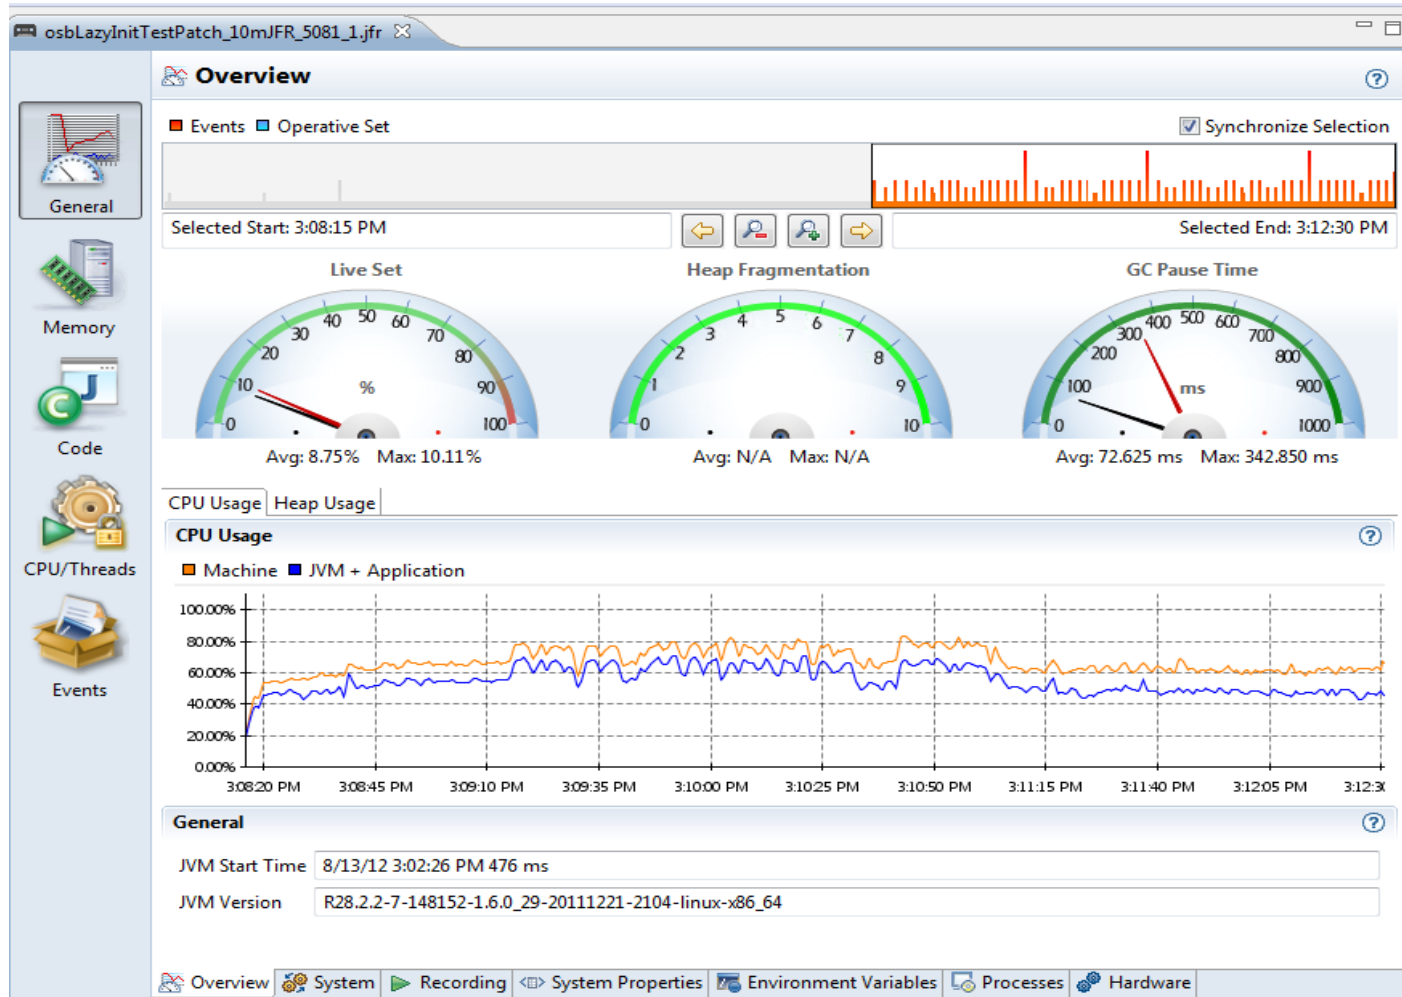 osbLazyInitTestPatch_10mJFR_5081_1.jfr
Overview
Events Operative Set Synchronize Selection
General
Selected Start: 3:08:15 PM Selected End: 3:12:30 PM
Live Set Heap Fragmentation GC Pause Time
0 10 20 30 40 50 60 70 80 90 100
%
0 1 2 3 4 5 6 7 8 9 10
0 100 200 300 400 500 600 700 800 900 1000
ms
Avg: 8.75% Max: 10.11% Avg: N/A Max: N/A Avg: 72.625 ms Max: 342.850 ms
Memory
Code
CPU/Threads
Events
CPU Usage Heap Usage
CPU Usage
Machine JVM + Application
100.00%
80.00%
60.00%
40.00%
20.00%
0.00%
3:08:20 PM 3:08:45 PM 3:09:10 PM 3:09:35 PM 3:10:00 PM 3:10:25 PM 3:10:50 PM 3:11:15 PM 3:11:40 PM 3:12:05 PM 3:12:3
General
JVM Start Time 8/13/12 3:02:26 PM 476 ms
JVM Version R28.2.2-7-148152-1.6.0_29-20111221-2104-linux-x86_64
Overview System Recording System Properties Environment Variables Processes Hardware